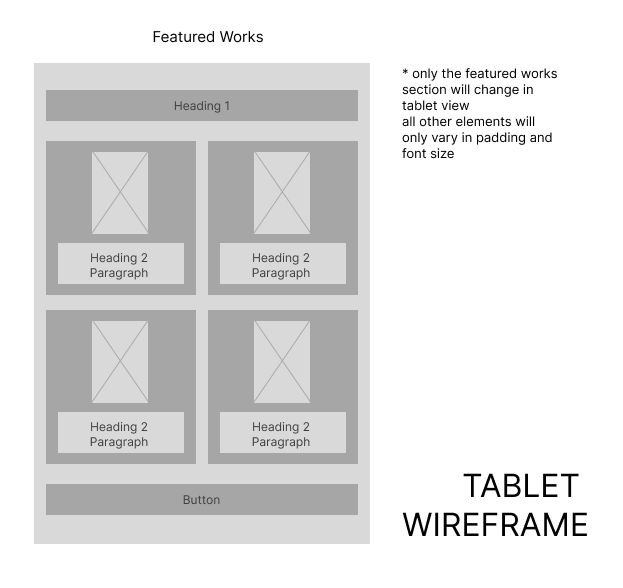 Featured Works
Heading 1
Heading 2
Paragraph
Heading 2
Paragraph
Heading 2
Paragraph
Heading 2
Paragraph
Button
* only the featured works
section will change in
tablet view
all other elements will
only vary in padding and
font size
TABLET
WIREFRAME